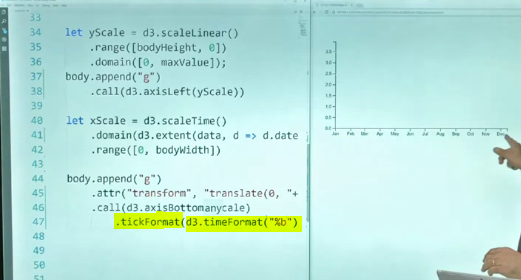 33
34 let yScale = d3.scaleLinear()
35 .range([bodyHeight, 0])
36 .domain([0, maxValue]);
37 body.append("g")
38 .call(d3.axisLeft(yScale))
39
40 let xScale = d3.scaleTime()
41 .domain(d3.extent(data, d => d.date
42 .range([0, bodyWidth])
43
44 body.append("g")
45 .attr("transform", "translate(0, "+
46 .call(d3.axisBottomanycale)
47 .tickFormat(d3.timeFormat("%b")
48
49
50
51
4.0
3.5
3.0
2.5
2.0
1.5
1.0
0.5
0.0
Jan Feb Mar Apr May Jun Jul Aug Sep Oct Nov Dec